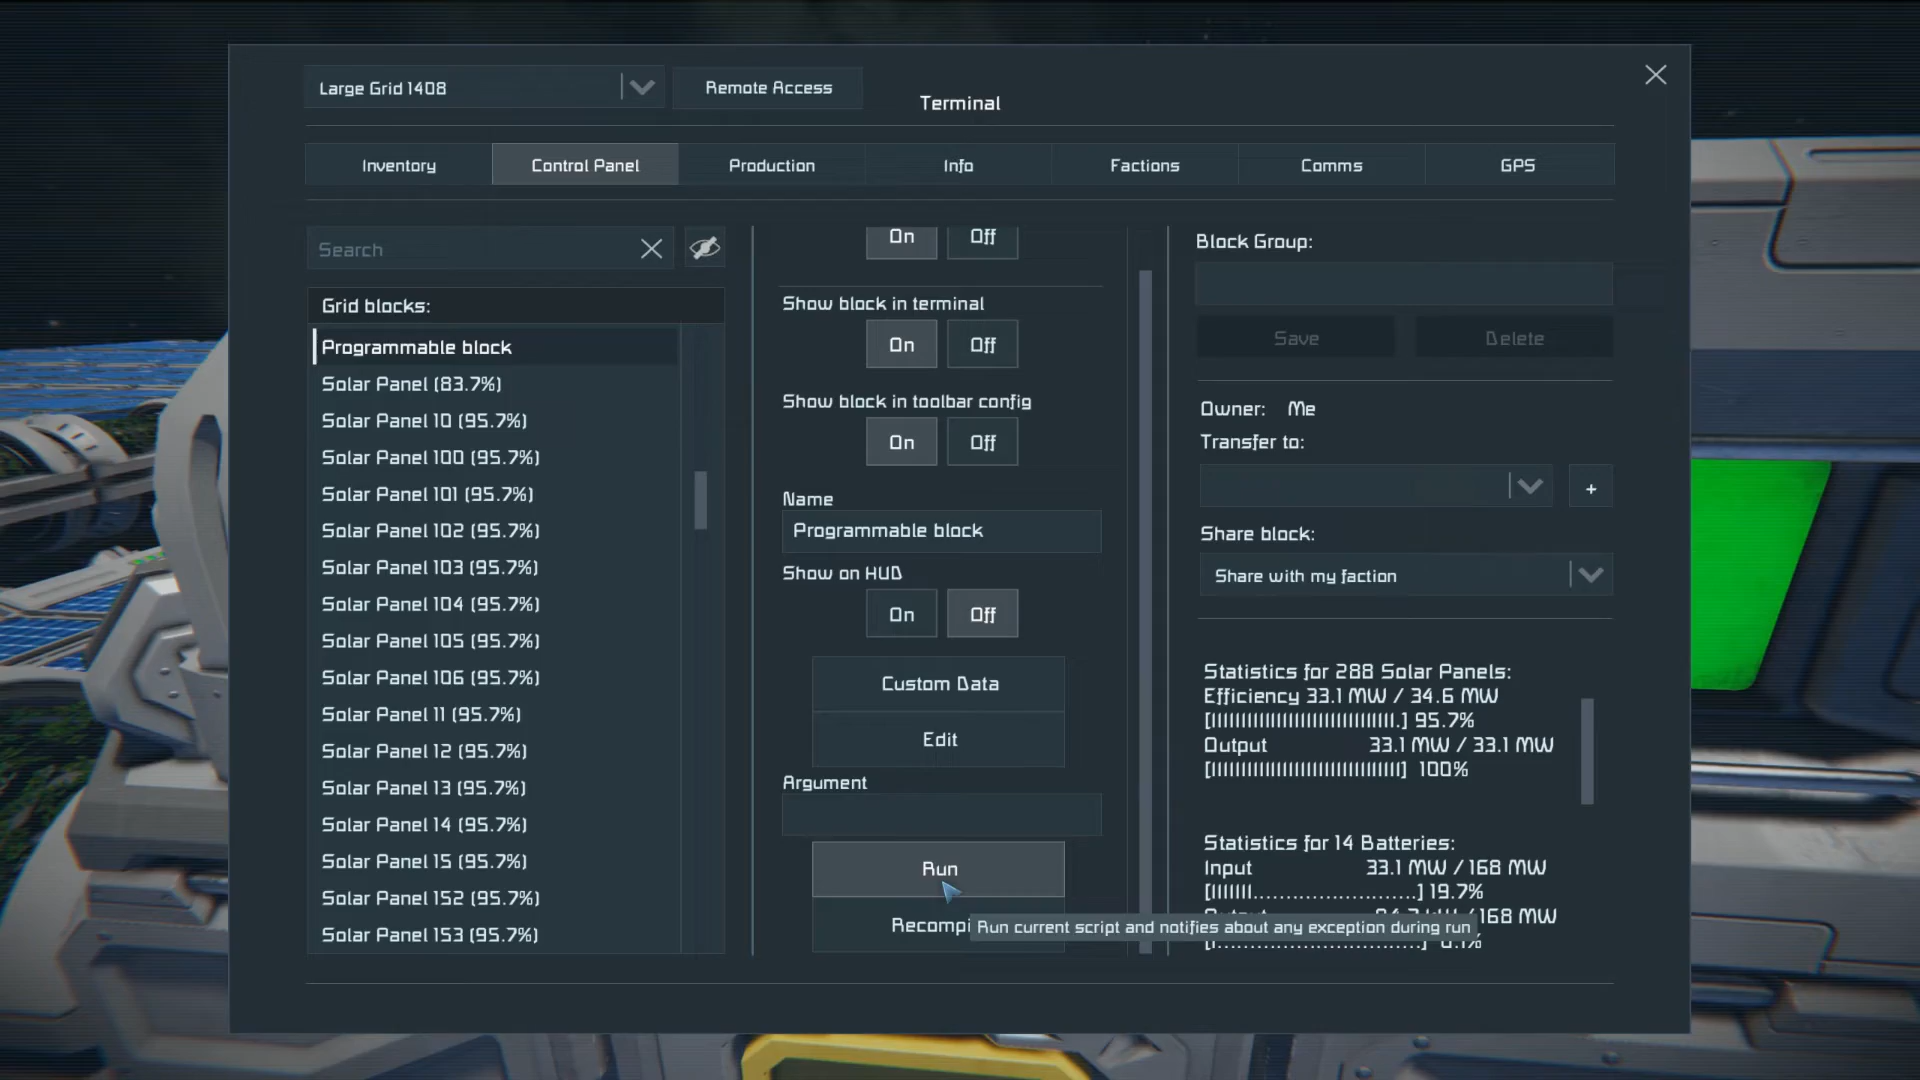 Large Grid 1408
Remote Access
Terminal
Inventory
Control Panel
Production
Info
Factions
Comms
GPS
Search
Grid blocks:
Programmable block
Solar Panel (83.7%)
Solar Panel 10 (95.7%)
Solar Panel 100 (95.7%)
Solar Panel 101 (95.7%)
Solar Panel 102 (95.7%)
Solar Panel 103 (95.7%)
Solar Panel 104 (95.7%)
Solar Panel 105 (95.7%)
Solar Panel 106 (95.7%)
Solar Panel 11 (95.7%)
Solar Panel 12 (95.7%)
Solar Panel 13 (95.7%)
Solar Panel 14 (95.7%)
Solar Panel 15 (95.7%)
Solar Panel 152 (95.7%)
Solar Panel 153 (95.7%)
On Off
Show block in terminal
On Off
Show block in toolbar config
On Off
Name
Programmable block
Show on HUD
On Off
Custom Data
Edit
Argument
Run
Recompi
Run current script and notifies about any exception during run
Block Group:
Save Delete
Owner: Me
Transfer to:
+
Share block:
Share with my faction
Statistics for 288 Solar Panels:
Efficiency 33.1 MW / 34.6 MW
[||||||||||||||||||||||||||||||.] 95.7%
Output 33.1 MW / 33.1 MW
[|||||||||||||||||||||||||||||||] 100%
Statistics for 14 Batteries:
Input 33.1 MW / 168 MW
[|||||||........................] 19.7%
/ 168 MW